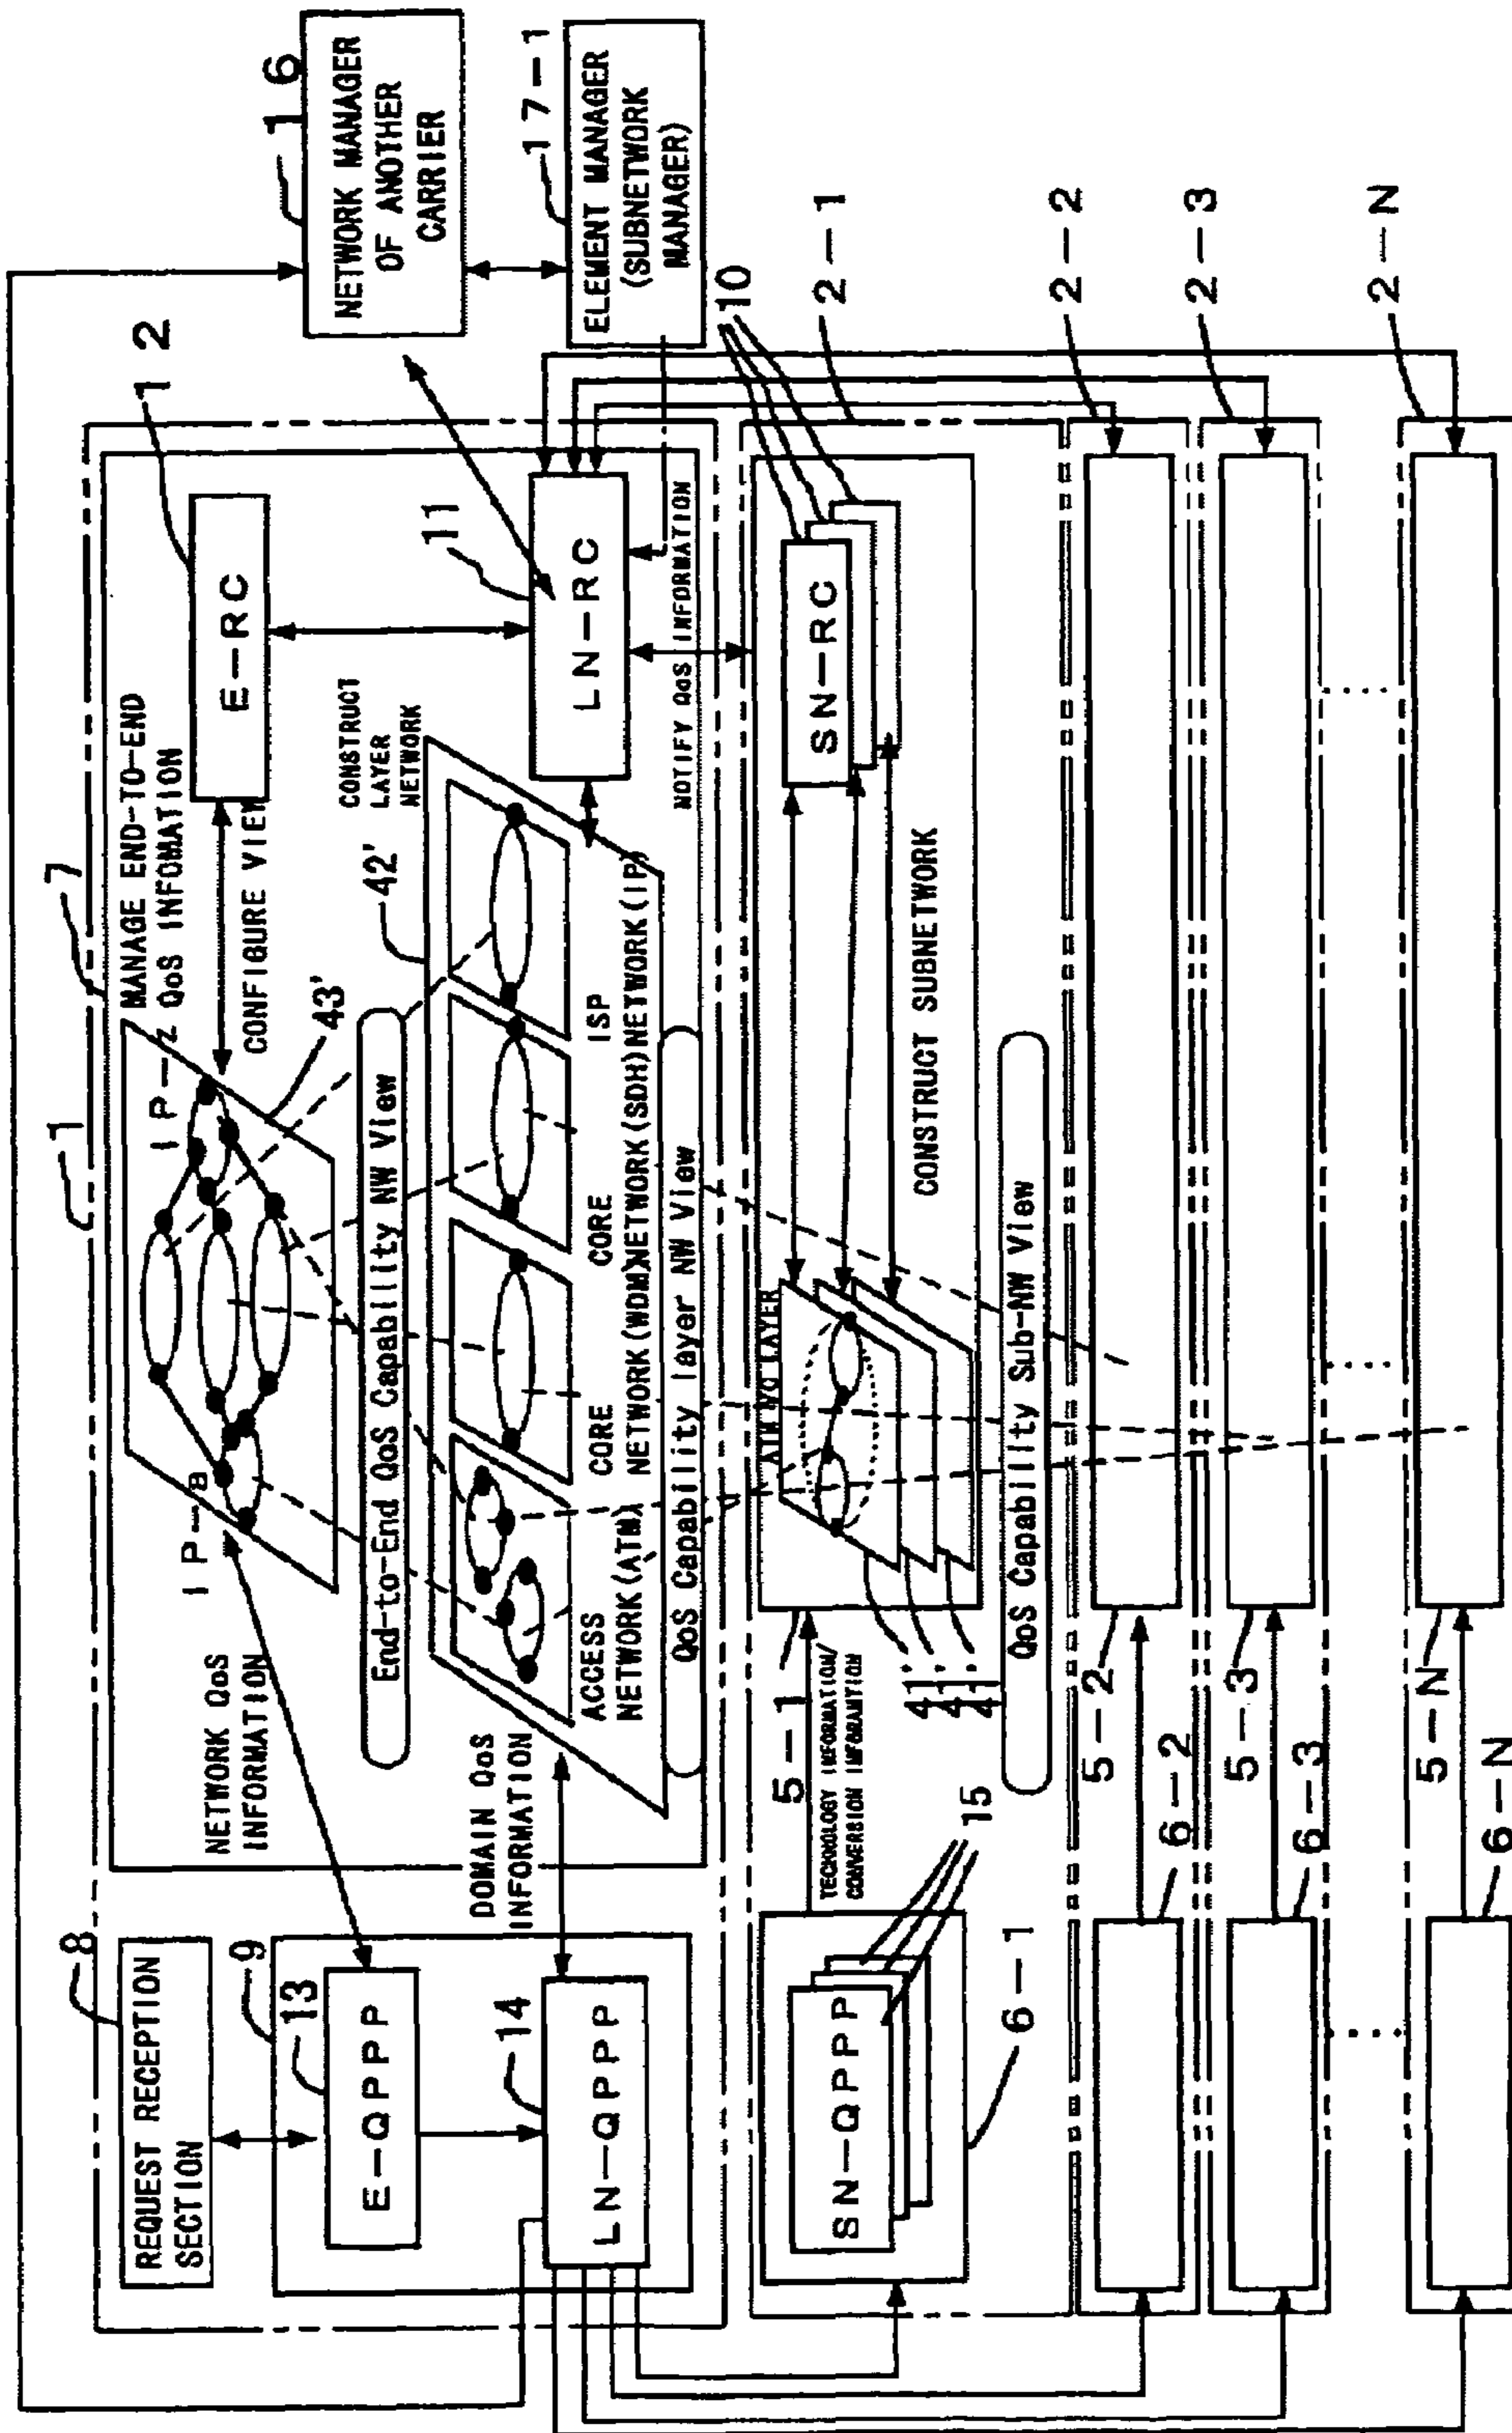 1
7
8
REQUEST RECEPTION
SECTION
9
13
E-QPPP
14
LN-QPPP
NETWORK QoS
INFORMATION
DOMAIN QoS
INFORMATION
MANAGE END-TO-END
QoS INFOMATION
IP-a
IP-z
43'
CONFIGURE VIEW
12
E-RC
End-to-End QoS Capability NW View
42'
CONSTRUCT
LAYER
NETWORK
11
LN-RC
ACCESS
NETWORK(ATM)
CORE
NETWORK(WDM)
CORE
NETWORK(SDH)
ISP
NETWORK(IP)
QoS Capability layer NW View
NOTIFY QoS INFORMATION
16
NETWORK MANAGER
OF ANOTHER
CARRIER
17-1
ELEMENT MANAGER
(SUBNETWORK
MANAGER)
SN-QPPP
15
6-1
5-1
TECKNOLOGY INFORMATION/
CONVERSION INFORAMTION
ATM VC LAYER
41'
41'
41'
SN-RC
10
2-1
CONSTRUCT SUBNETWORK
QoS Capability Sub-NW View
6-2
5-2
2-2
6-3
5-3
2-3
6-N
5-N
2-N